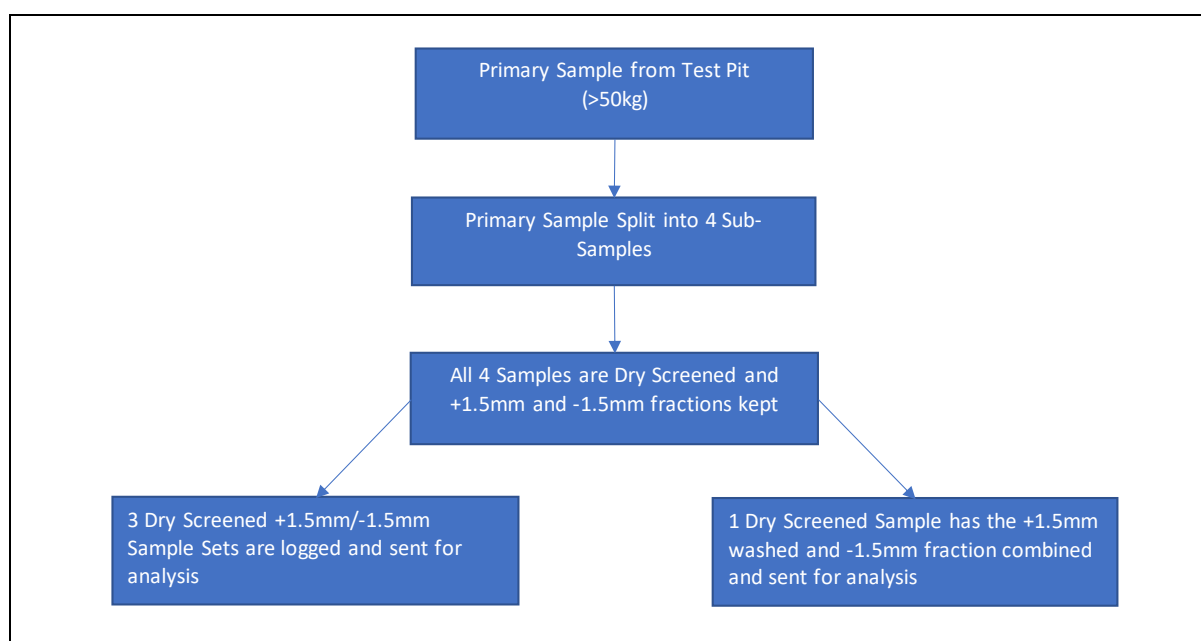 Primary Sample from Test Pit
(>50kg)
Primary Sample Split into 4 Sub-
Samples
All 4 Samples are Dry Screened and
+1.5mm and -1.5mm fractions kept
3 Dry Screened +1.5mm/-1.5mm
Sample Sets are logged and sent for
analysis
1 Dry Screened Sample has the +1.5mm
washed and -1.5mm fraction combined
and sent for analysis